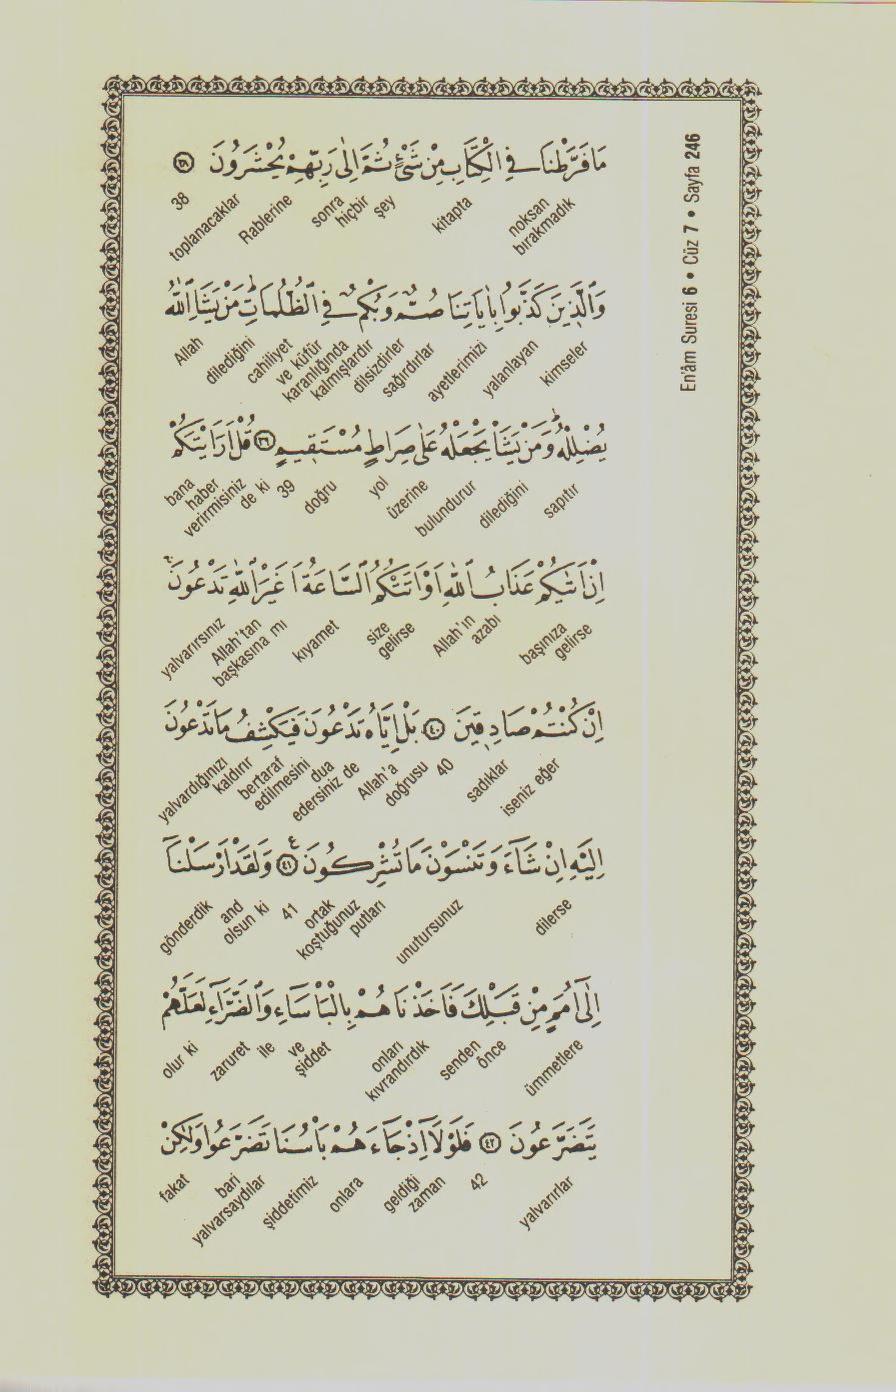 En'âm Suresi 6 • Cüz 7 • Sayfa 246
مَا فَرَّطْنَا فِي الْكِتَابِ مِنْ شَيْءٍ ثُمَّ اِلٰى رَبِّهِمْ يُحْشَرُونَ ﴿٣٨﴾
noksan bırakmadık kitapta şey hiçbir sonra Rablerine toplanacaklar 38
وَالَّذِينَ كَذَّبُوا بِاٰيَاتِنَا صُمٌّ وَبُكْمٌ فِي الظُّلُمَاتِۜ مَنْ يَشَاِ اللّٰهُ
kimseler yalanlayan ayetlerimizi sağırdırlar dilsizdirler cahiliyet ve küfür karanlığında kalmışlardır dilediğini Allah
يُضْلِلْهُۜ وَمَنْ يَشَأْ يَجْعَلْهُ عَلٰى صِرَاطٍ مُسْتَقِيمٍ ﴿٣٩﴾ قُلْ اَرَاَيْتَكُمْ
sapıtır dilediğini bulundurur üzerine yol doğru 39 de ki bana haber verirmisiniz
اِنْ اَتٰيكُمْ عَذَابُ اللّٰهِ اَوْ اَتَتْكُمُ السَّاعَةُ اَغَيْرَ اللّٰهِ تَدْعُونَۚ
başınıza gelirse Allah'ın azabı size gelirse kıyamet Allah'tan başkasına mı yalvarırsınız
اِنْ كُنْتُمْ صَادِقِينَ ﴿٤٠﴾ بَلْ اِيَّاهُ تَدْعُونَ فَيَكْشِفُ مَا تَدْعُونَ
iseniz eğer sadıklar 40 doğrusu Allah'a dua edersiniz de bertaraf edilmesini kaldırır yalvardığınızı
اِلَيْهِ اِنْ شَٓاءَ وَتَنْسَوْنَ مَا تُشْرِكُونَ ﴿٤١﴾ وَلَقَدْ اَرْسَلْنَٓا
dilerse unutursunuz ortak koştuğunuz putları 41 and olsun ki gönderdik
اِلٰٓى اُمَمٍ مِنْ قَبْلِكَ فَاَخَذْنَاهُمْ بِالْبَأْسَٓاءِ وَالضَّرَّٓاءِ لَعَلَّهُمْ
ümmetlere senden önce onları kıvrandırdık ve şiddet ile zaruret olur ki
يَتَضَرَّعُونَ ﴿٤٢﴾ فَلَوْلَٓا اِذْ جَٓاءَهُمْ بَأْسُنَا تَضَرَّعُوا وَلٰكِنْ
yalvarırlar 42 geldiği zaman onlara şiddetimiz bari yalvarsaydılar fakat